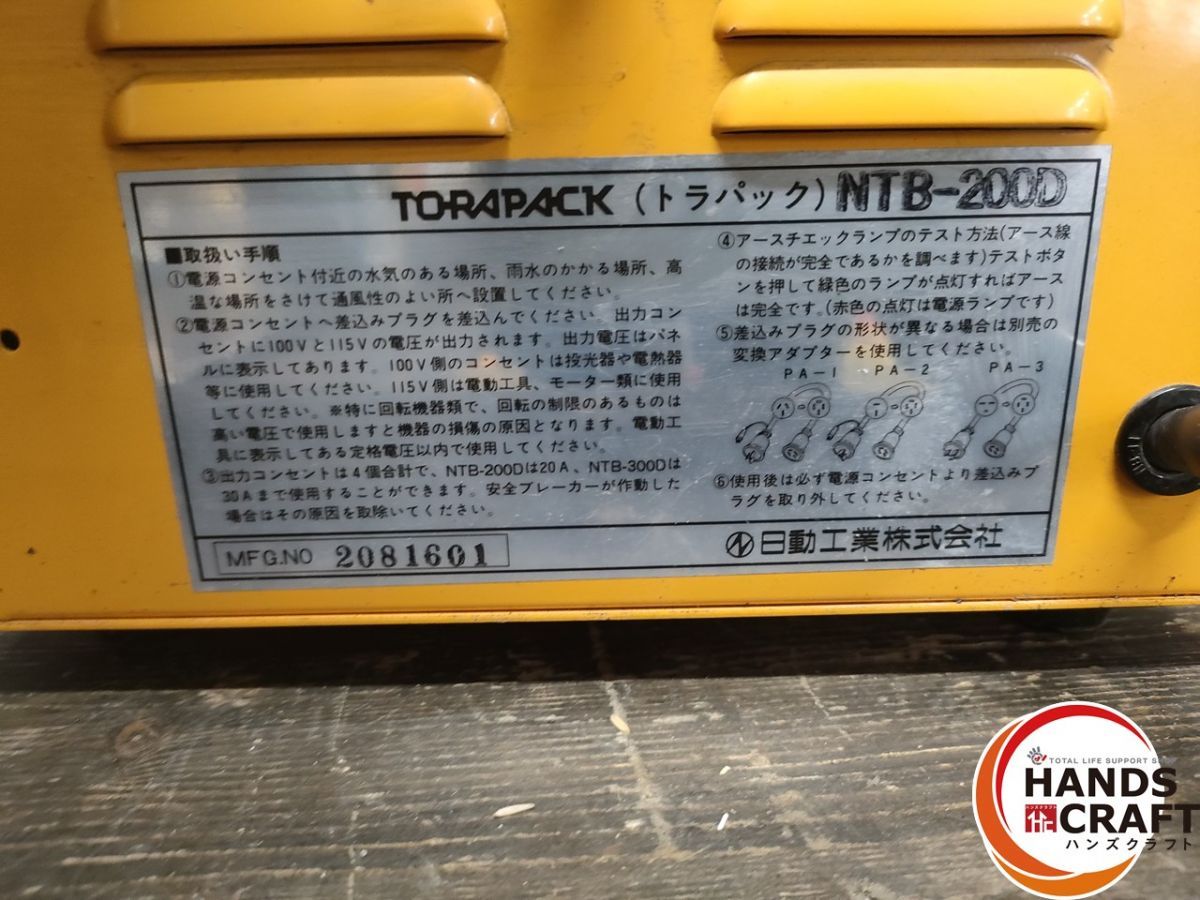 TORAPACK (トラパック) NTB-200D
■取扱い手順
①電源コンセント付近の水気のある場所、雨水のかかる場所、高
温な場所をさけて通風性のよい所へ設置してください。
②電源コンセントへ差込みプラグを差込んでください。出力コン
セントに100Vと115Vの電圧が出力されます。出力電圧はパネ
ルに表示してあります。100V側のコンセントは投光器や電熱器
等に使用してください。115V側は電動工具、モーター類に使用
してください。※特に回転機器類で、回転の制限のあるものは
高い電圧で使用しますと機器の損傷の原因となります。電動工
具に表示してある定格電圧以内で使用してください。
③出力コンセントは4個合計で、NTB-200Dは20A、NTB-300Dは
30Aまで使用することができます。安全ブレーカーが作動した
場合はその原因を取除いてください。
④アースチエックランプのテスト方法(アース線
の接続が完全であるかを調べます)テストボタ
ンを押して緑色のランプが点灯すればアース
は完全です。(赤色の点灯は電源ランプです)
⑤差込みプラグの形状が異なる場合は別売の
変換アダプターを使用してください。
PA-1 PA-2 PA-3
⑥使用後は必ず電源コンセントより差込みプ
ラグを取り外してください。
MFG.NO 2081601
日動工業株式会社
TOTAL LIFE SUPPORT
HANDS
ハンズクラフト
CRAFT
ハンズクラフト